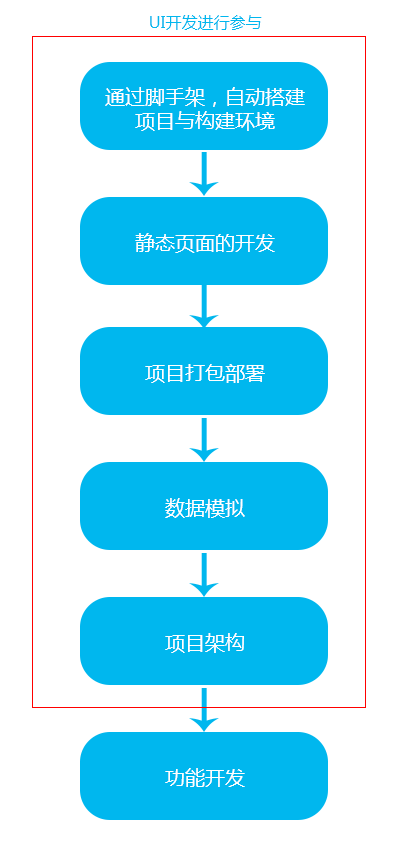 UI开发进行参与
通过脚手架，自动搭建
项目与构建环境
静态页面的开发
项目打包部署
数据模拟
项目架构
功能开发